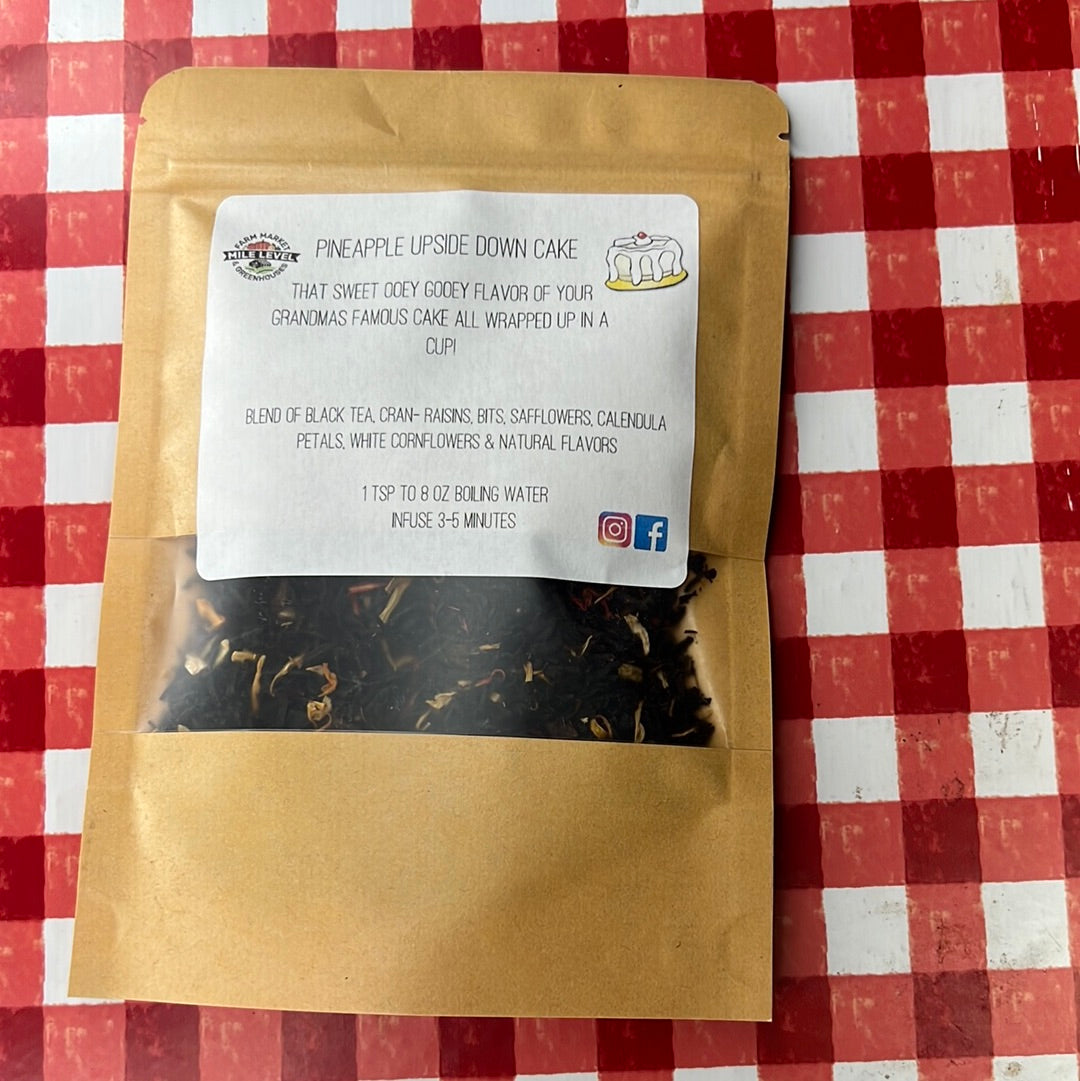 FARM MARKET
MILE LEVEL
& GREENHOUSES
PINEAPPLE UPSIDE DOWN CAKE
THAT SWEET OOEY GOOEY FLAVOR OF YOUR
GRANDMAS FAMOUS CAKE ALL WRAPPED UP IN A
CUP!
BLEND OF BLACK TEA, CRAN- RAISINS, BITS, SAFFLOWERS, CALENDULA
PETALS, WHITE CORNFLOWERS & NATURAL FLAVORS
1 TSP TO 8 OZ BOILING WATER
INFUSE 3-5 MINUTES
f